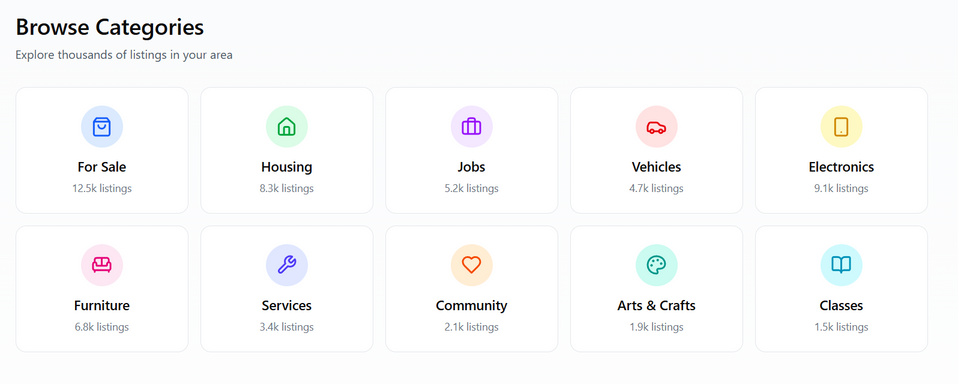 Browse Categories
Explore thousands of listings in your area
For Sale
12.5k listings
Housing
8.3k listings
Jobs
5.2k listings
Vehicles
4.7k listings
Electronics
9.1k listings
Furniture
6.8k listings
Services
3.4k listings
Community
2.1k listings
Arts & Crafts
1.9k listings
Classes
1.5k listings